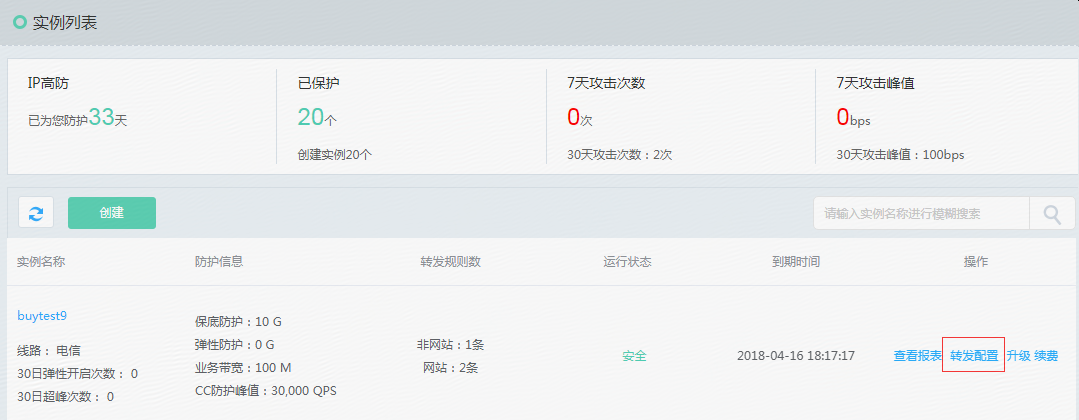 实例列表
IP高防
已为您防护33天
已保护
20个
创建实例20个
7天攻击次数
0次
30天攻击次数：2次
7天攻击峰值
0bps
30天攻击峰值：100bps
创建
请输入实例名称进行模糊搜索
实例名称 防护信息 转发规则数 运行状态 到期时间 操作
buytest9
线路： 电信
30日弹性开启次数： 0
30日超峰次数： 0
保底防护：10 G
弹性防护：0 G
业务带宽：100 M
CC防护峰值：30,000 QPS
非网站：1条
网站：2条
安全
2018-04-16 18:17:17
查看报表 转发配置 升级 续费